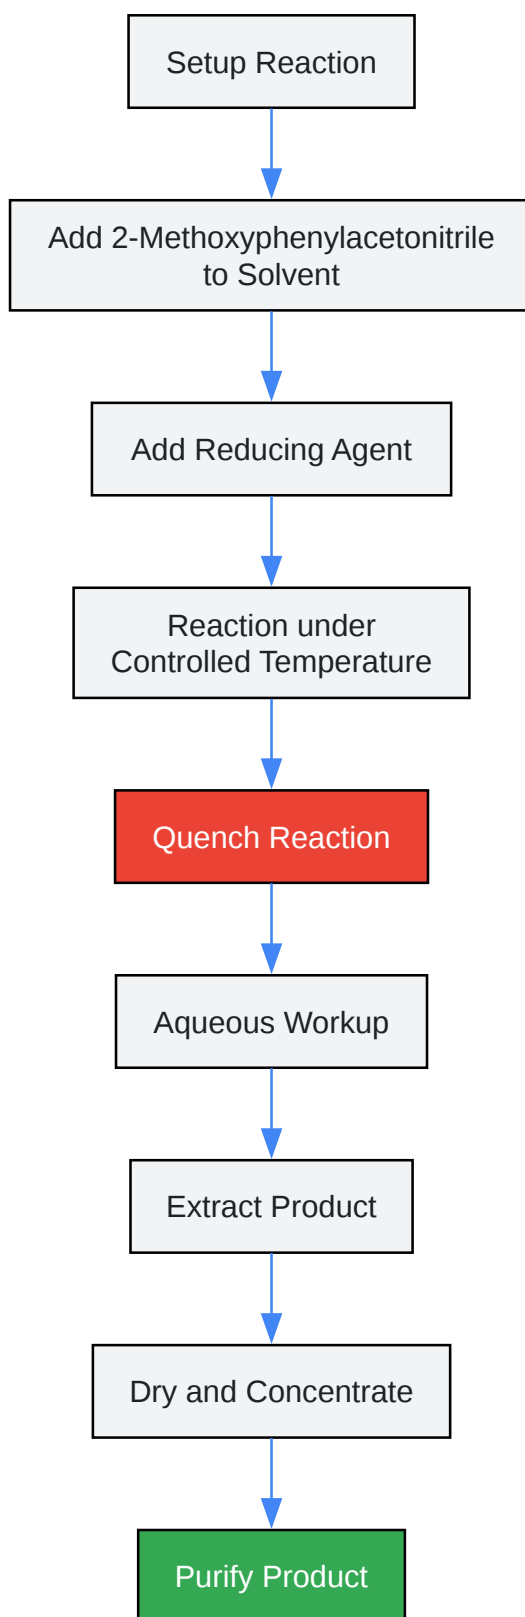 Setup Reaction
Add 2-Methoxyphenylacetonitrile
to Solvent
Add Reducing Agent
Reaction under
Controlled Temperature
Quench Reaction
Aqueous Workup
Extract Product
Dry and Concentrate
Purify Product